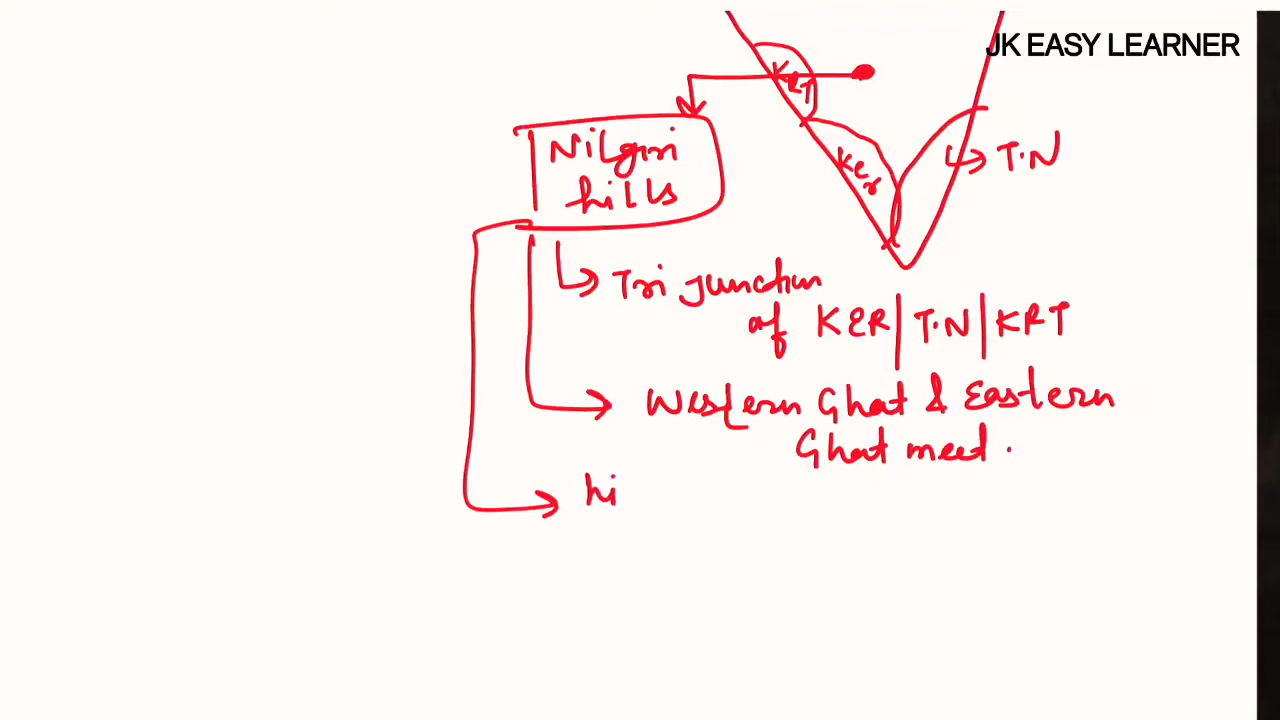 JK EASY LEARNER
KRT
Ker
T.N
Nilgiri
hills
Tri junction
of KER | T.N | KRT
Western Ghat & Eastern
Ghat meet.
hi